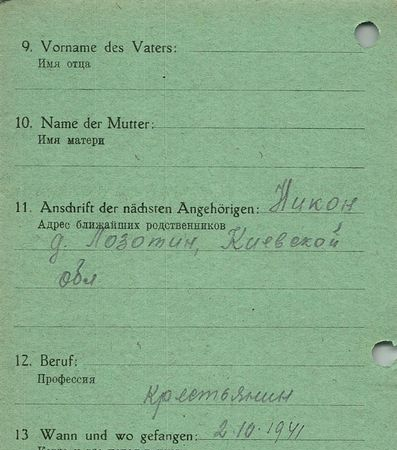 9. Vorname des Vaters:
Имя отца
10. Name der Mutter:
Имя матери
11. Anschrift der nächsten Angehörigen: Никон
Адрес ближайших родственников
д. Лозотин, Киевской
обл
12. Beruf:
Профессия
Крестьянин
13 Wann und wo gefangen: 2.10.1941